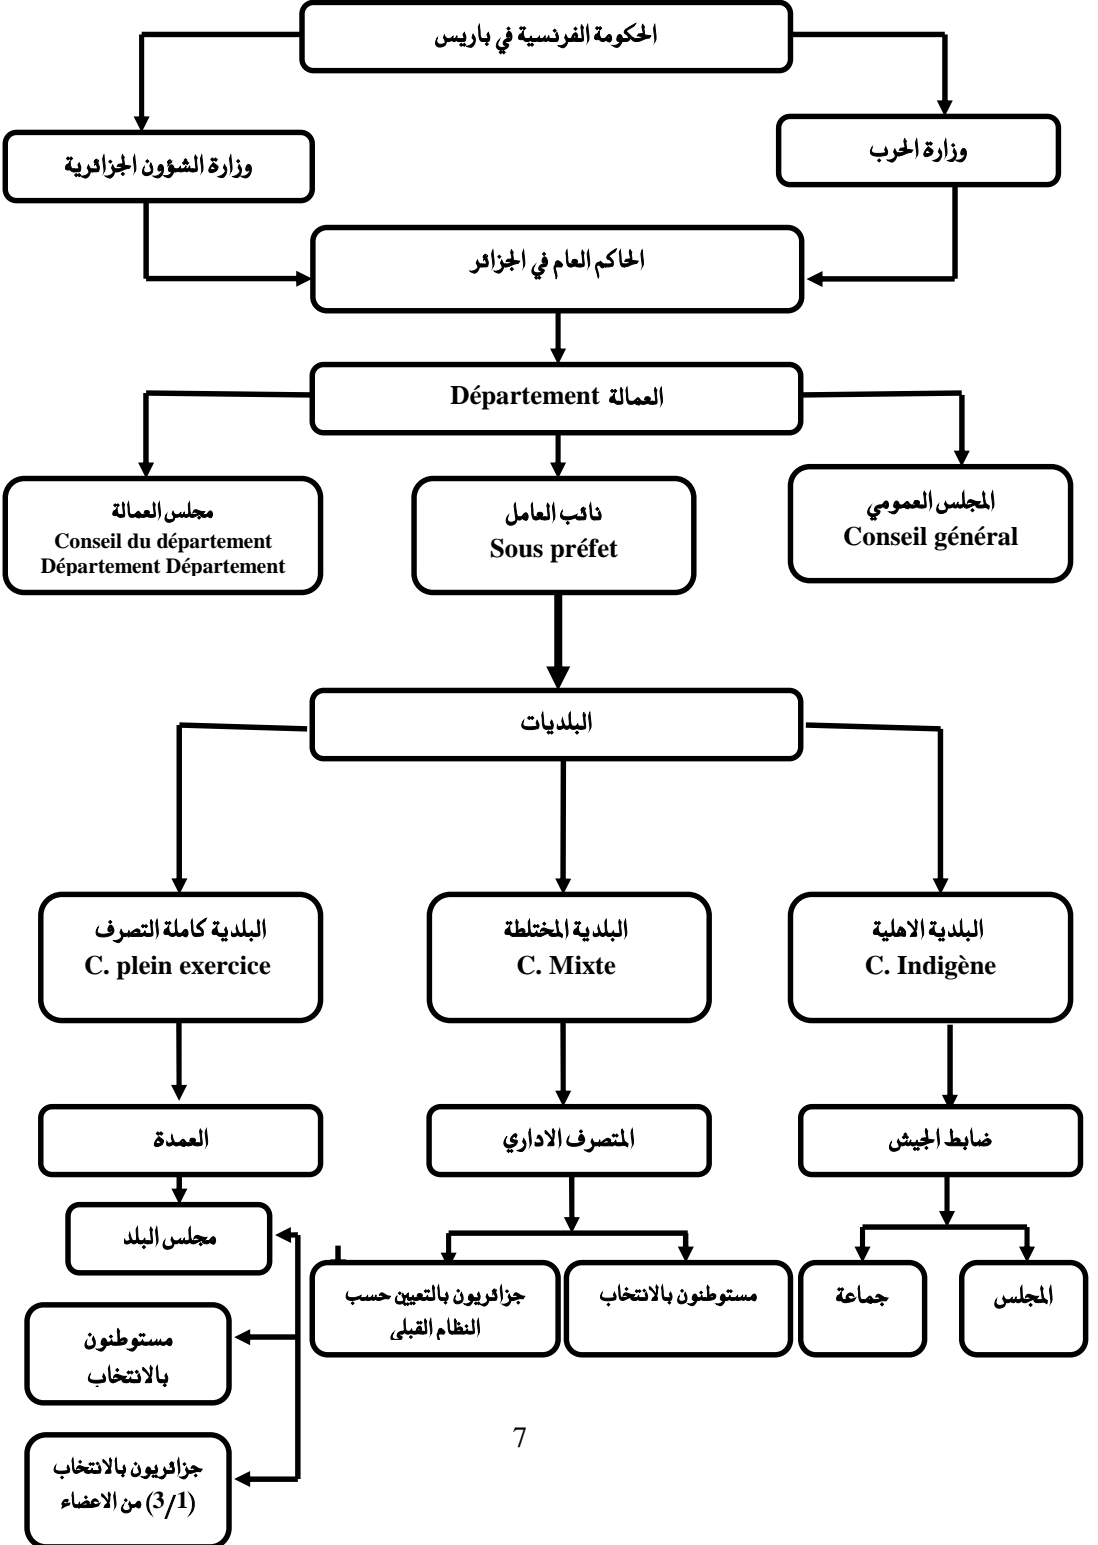 الحكومة الفرنسية في باريس
وزارة الحرب
وزارة الشؤون الجزائرية
الحاكم العام في الجزائر
العمالة Département
المجلس العمومي
Conseil général
نائب العامل
Sous préfet
مجلس العمالة
Conseil du département
Département Département
البلديات
البلدية الاهلية
C. Indigène
البلدية المختلطة
C. Mixte
البلدية كاملة التصرف
C. plein exercice
ضابط الجيش
المتصرف الاداري
العمدة
مجلس البلد
المجلس
جماعة
مستوطنون بالانتخاب
جزائريون بالتعيين حسب
النظام القبلي
مستوطنون
بالانتخاب
جزائريون بالانتخاب
(3/1) من الاعضاء
7